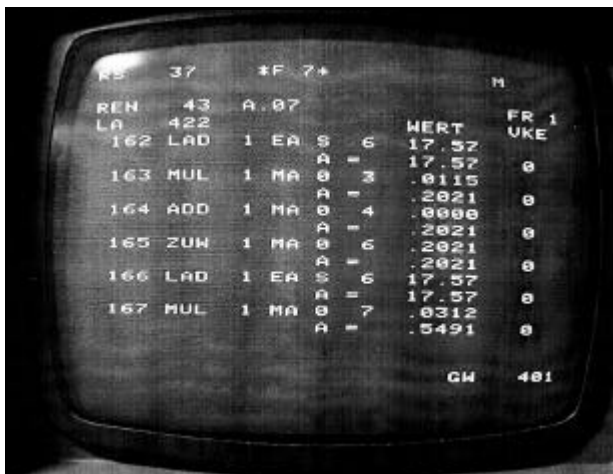 RS 37 *F 7* M
REN 43 A.07 FR 1
LA 422 WERT VKE
162 LAD 1 EA S 6 17.57
A = 17.57 0
163 MUL 1 MA 0 3 .0115
A = .2021 0
164 ADD 1 MA 0 4 .0000
A = .2021 0
165 ZUW 1 MA 0 6 .2021
A = .2021 0
166 LAD 1 EA S 6 17.57
A = 17.57 0
167 MUL 1 MA 0 7 .0312
A = .5491 0
GW 401